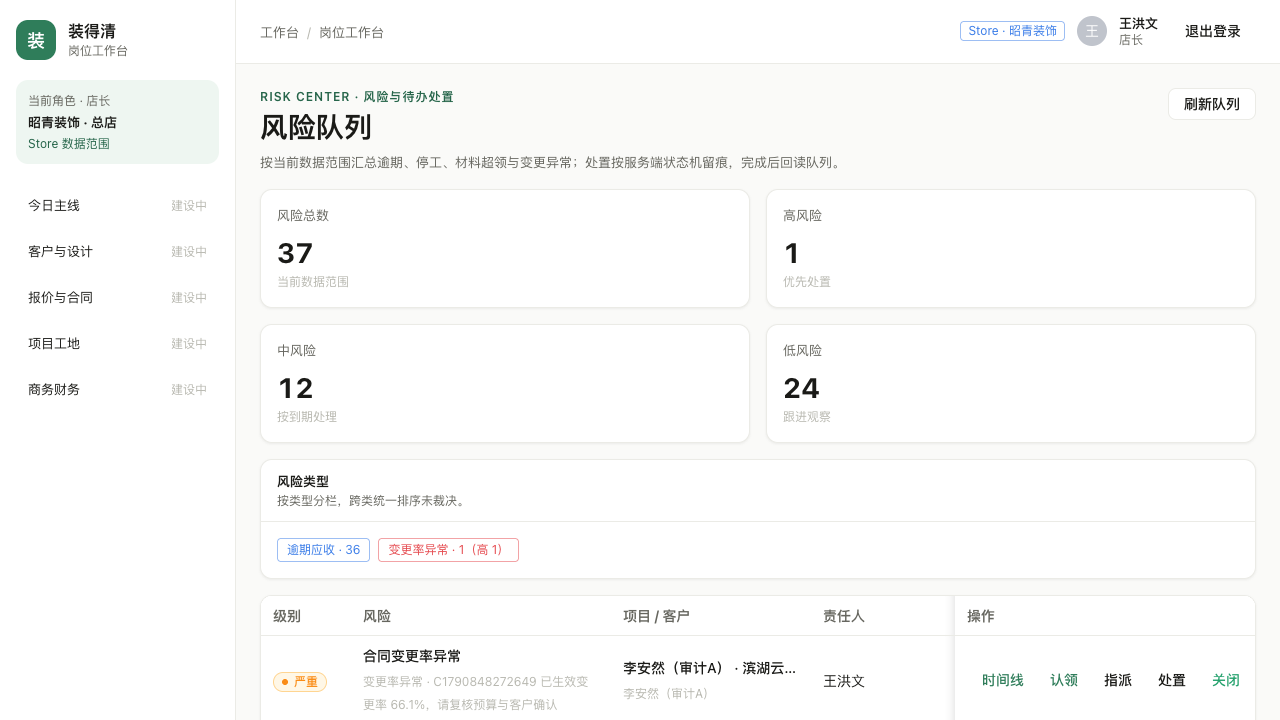 装
装得清
岗位工作台
当前角色 · 店长
昭青装饰 · 总店
Store 数据范围
今日主线 建设中
客户与设计 建设中
报价与合同 建设中
项目工地 建设中
商务财务 建设中
工作台 / 岗位工作台
Store · 昭青装饰
王
王洪文
店长
退出登录
RISK CENTER · 风险与待办处置
风险队列
按当前数据范围汇总逾期、停工、材料超领与变更异常；处置按服务端状态机留痕，完成后回读队列。
刷新队列
风险总数
37
当前数据范围
高风险
1
优先处置
中风险
12
按到期处理
低风险
24
跟进观察
风险类型
按类型分栏，跨类统一排序未裁决。
逾期应收 · 36 变更率异常 · 1（高 1）
级别 风险 项目 / 客户 责任人 操作
严重
合同变更率异常
变更率异常 · C1790848272649 已生效变
更率 66.1%，请复核预算与客户确认
李安然（审计A） · 滨湖云...
李安然（审计A）
王洪文
时间线 认领 指派 处置 关闭